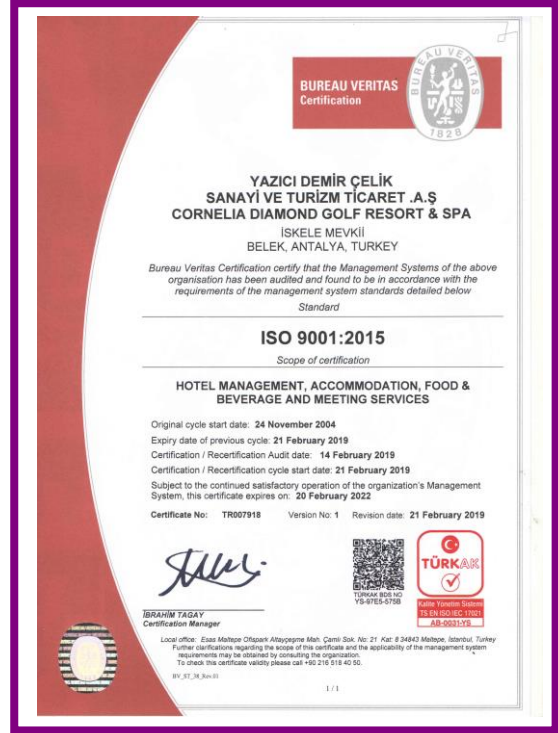 BUREAU VERITAS
Certification
BUREAU VERITAS
1828
YAZICI DEMİR ÇELİK
SANAYİ VE TURİZM TİCARET .A.Ş
CORNELIA DIAMOND GOLF RESORT & SPA
İSKELE MEVKİİ
BELEK, ANTALYA, TURKEY
Bureau Veritas Certification certify that the Management Systems of the above
organisation has been audited and found to be in accordance with the
requirements of the management system standards detailed below
Standard
ISO 9001:2015
Scope of certification
HOTEL MANAGEMENT, ACCOMMODATION, FOOD &
BEVERAGE AND MEETING SERVICES
Original cycle start date: 24 November 2004
Expiry date of previous cycle: 21 February 2019
Certification / Recertification Audit date: 14 February 2019
Certification / Recertification cycle start date: 21 February 2019
Subject to the continued satisfactory operation of the organization's Management
System, this certificate expires on: 20 February 2022
Certificate No: TR007918 Version No: 1 Revision date: 21 February 2019
TÜRKAK BDS NO
YS-97E5-575B
TÜRKAK
Kalite Yönetim Sistemi
TS EN ISO IEC 17021
AB-0031-YS
İBRAHİM TAGAY
Certification Manager
Local office: Esas Maltepe Ofispark Altayçeşme Mah. Çamlı Sok. No: 21 Kat: 8 34843 Maltepe, İstanbul, Turkey
Further clarifications regarding the scope of this certificate and the applicability of the management system
requirements may be obtained by consulting the organization.
To check this certificate validity please call +90 216 518 40 50.
BV_ST_38_Rev.01
1 / 1